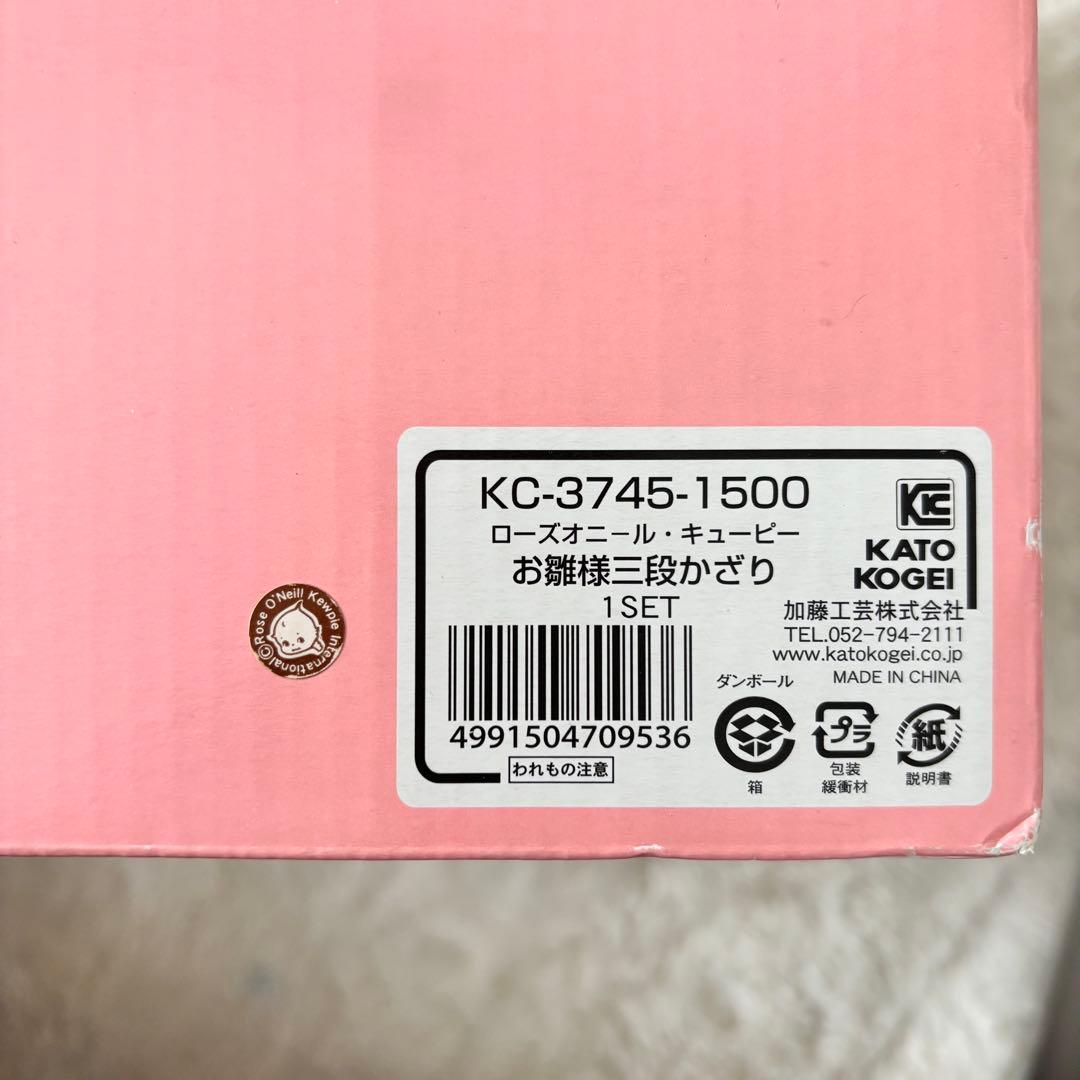 KC-3745-1500
ローズオニール・キューピー
お雛様三段かざり
1SET
KC
KATO
KOGEI
加藤工芸株式会社
TEL.052-794-2111
www.katokogei.co.jp
MADE IN CHINA
4991504709536
われもの注意
ダンボール
箱
プラ
包装
緩衝材
紙
説明書
©Rose O'Neill Kewpie International